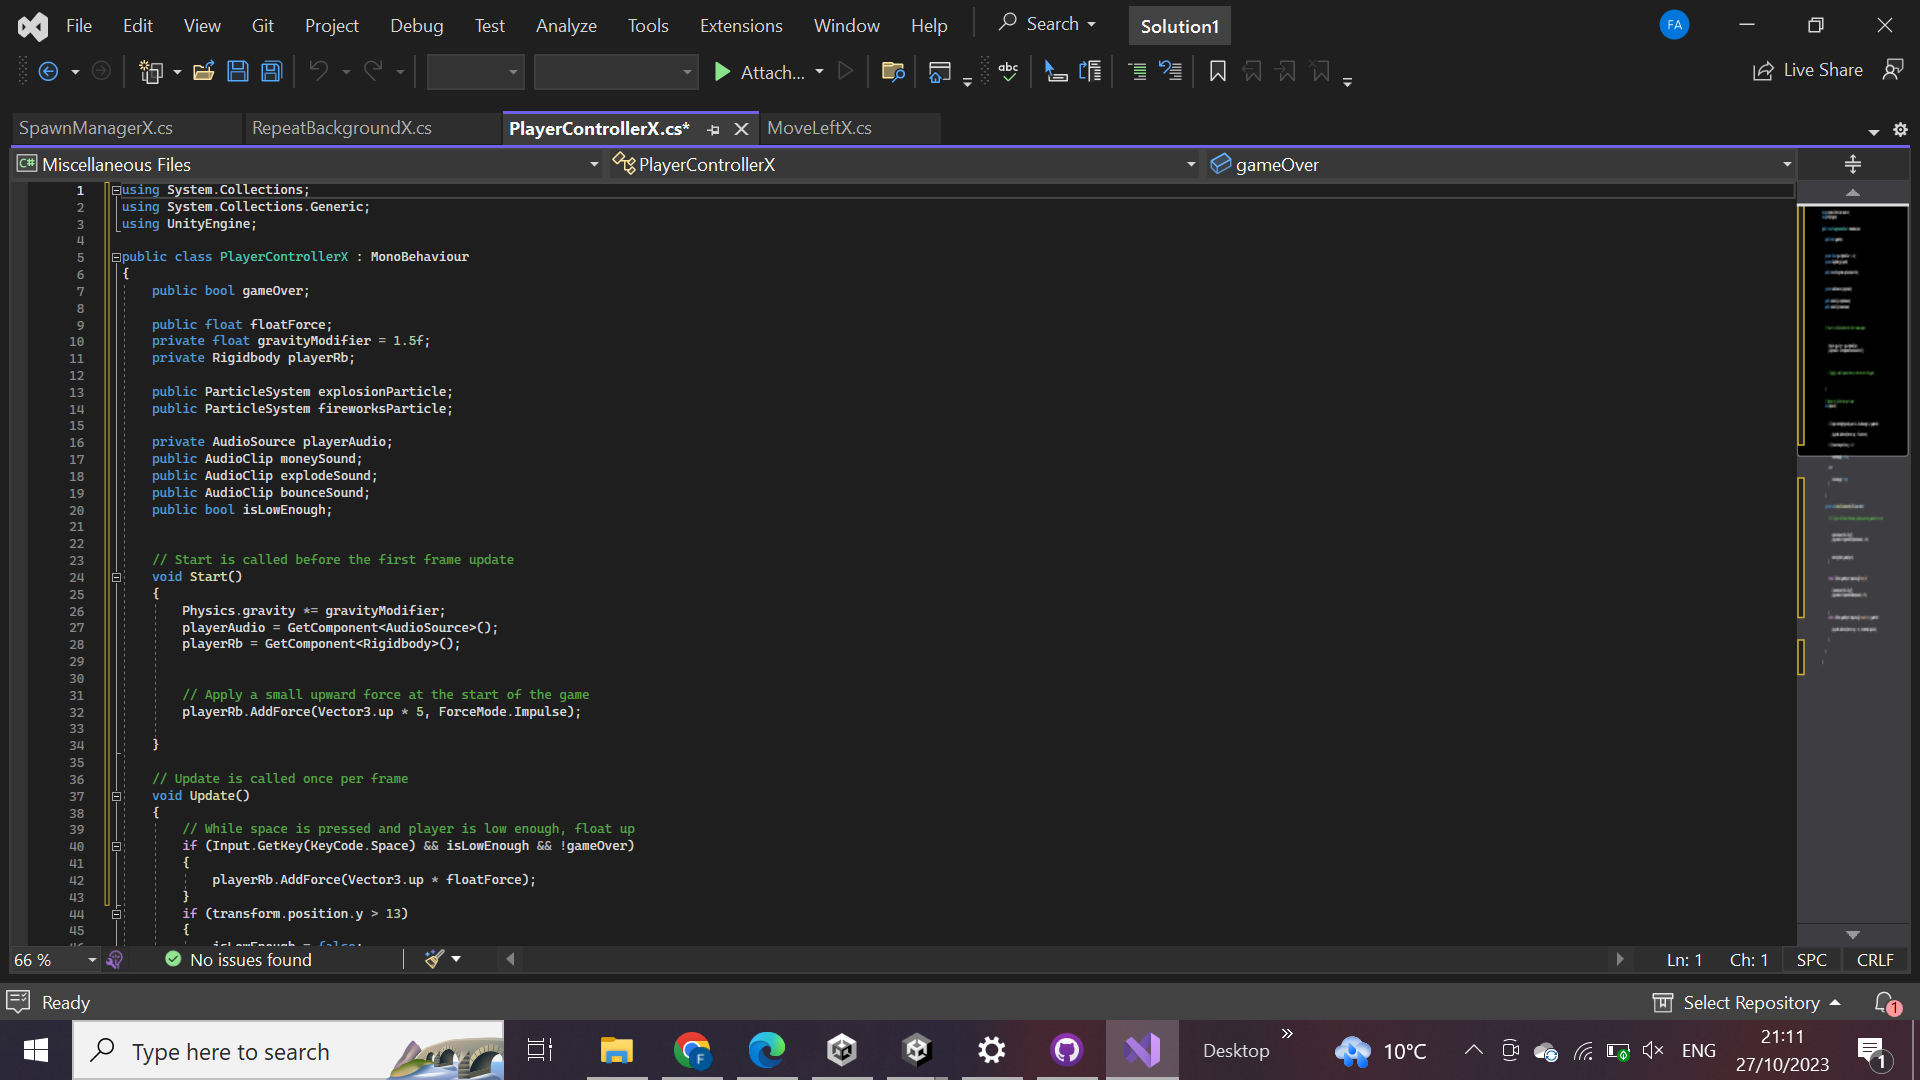 File Edit View Git Project Debug Test Analyze Tools Extensions Window Help Search Solution1 FA
Attach... Live Share
SpawnManagerX.cs RepeatBackgroundX.cs PlayerControllerX.cs* MoveLeftX.cs
C# Miscellaneous Files PlayerControllerX gameOver
1 using System.Collections;
2 using System.Collections.Generic;
3 using UnityEngine;
4
5 public class PlayerControllerX : MonoBehaviour
6 {
7 public bool gameOver;
8
9 public float floatForce;
10 private float gravityModifier = 1.5f;
11 private Rigidbody playerRb;
12
13 public ParticleSystem explosionParticle;
14 public ParticleSystem fireworksParticle;
15
16 private AudioSource playerAudio;
17 public AudioClip moneySound;
18 public AudioClip explodeSound;
19 public AudioClip bounceSound;
20 public bool isLowEnough;
21
22
23 // Start is called before the first frame update
24 void Start()
25 {
26 Physics.gravity *= gravityModifier;
27 playerAudio = GetComponent<AudioSource>();
28 playerRb = GetComponent<Rigidbody>();
29
30
31 // Apply a small upward force at the start of the game
32 playerRb.AddForce(Vector3.up * 5, ForceMode.Impulse);
33
34 }
35
36 // Update is called once per frame
37 void Update()
38 {
39 // While space is pressed and player is low enough, float up
40 if (Input.GetKey(KeyCode.Space) && isLowEnough && !gameOver)
41 {
42 playerRb.AddForce(Vector3.up * floatForce);
43 }
44 if (transform.position.y > 13)
45 {
46 isLowEnough = false;
66 % No issues found Ln: 1 Ch: 1 SPC CRLF
Ready Select Repository 1
Type here to search Desktop 10°C ENG 21:11
27/10/2023 1